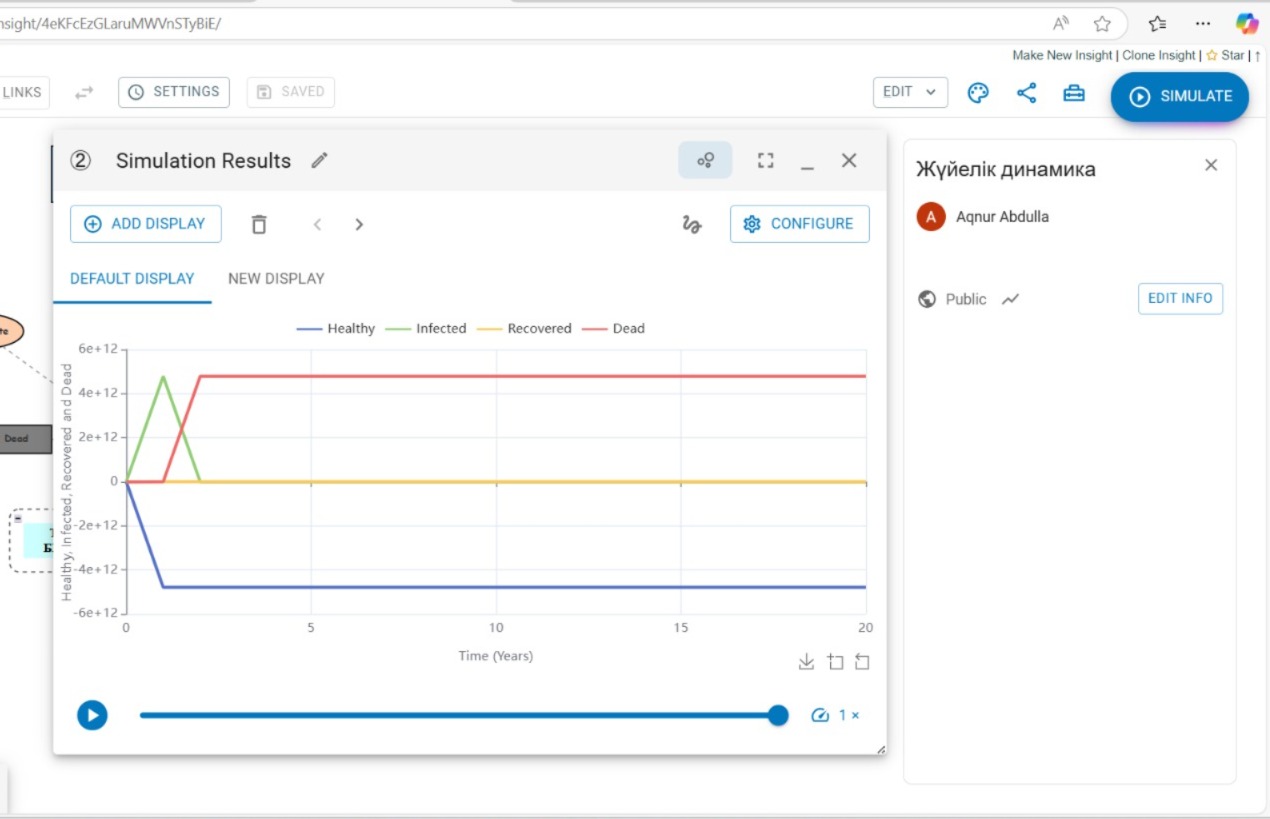 nsight/4eKFcEzGLaruMWVnSTyBiE/
Make New Insight | Clone Insight | Star | ↑
LINKS SETTINGS SAVED EDIT SIMULATE
② Simulation Results
ADD DISPLAY CONFIGURE
DEFAULT DISPLAY NEW DISPLAY
Healthy Infected Recovered Dead
Healthy, Infected, Recovered and Dead
6e+12
4e+12
2e+12
0
-2e+12
-4e+12
-6e+12
0 5 10 15 20
Time (Years)
1 ×
Dead
Жүйелік динамика
A Aqnur Abdulla
Public EDIT INFO